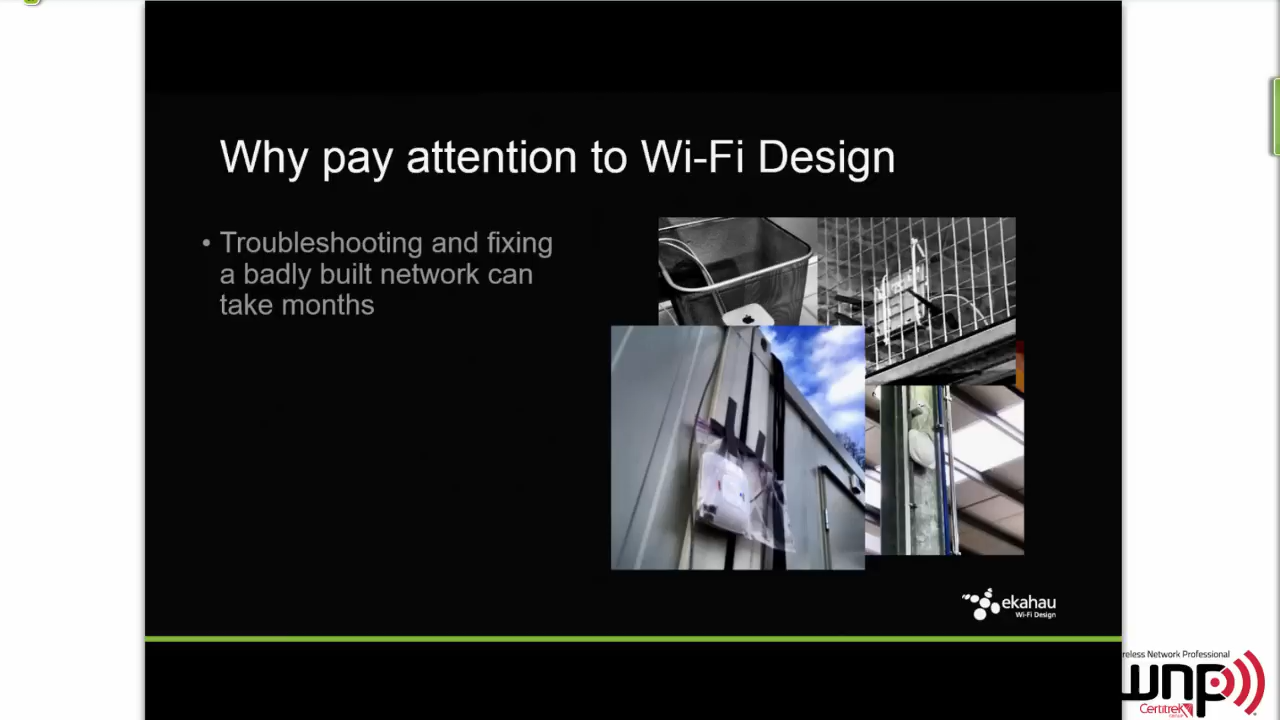 Why pay attention to Wi-Fi Design
• Troubleshooting and fixing
a badly built network can
take months
ekahau
Wi-Fi Design
reless Network Professional
wnp
Certitrek